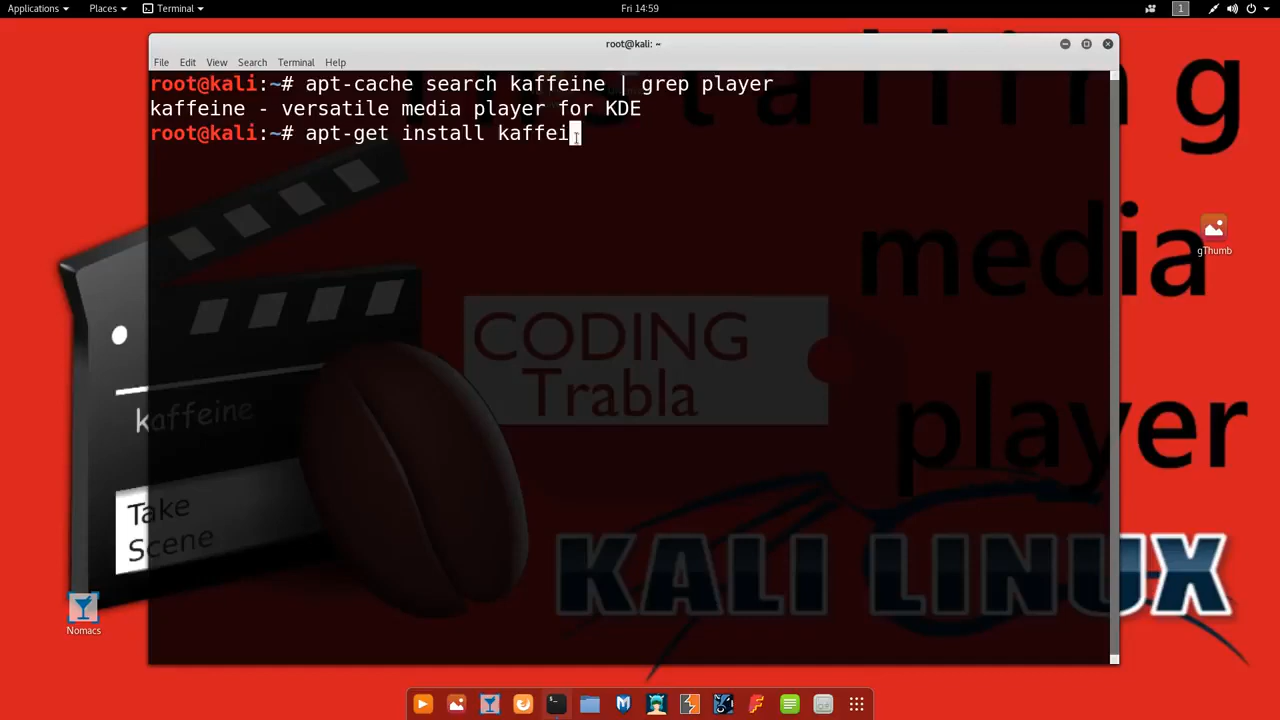 Applications Places Terminal Fri 14:59 1
root@kali: ~
File Edit View Search Terminal Help
root@kali:~# apt-cache search kaffeine | grep player
kaffeine - versatile media player for KDE
root@kali:~# apt-get install kaffei
g
media
player
gThumb
CODING
Trabla
kaffeine
Take
Scene
KALI LINUX
Nomacs